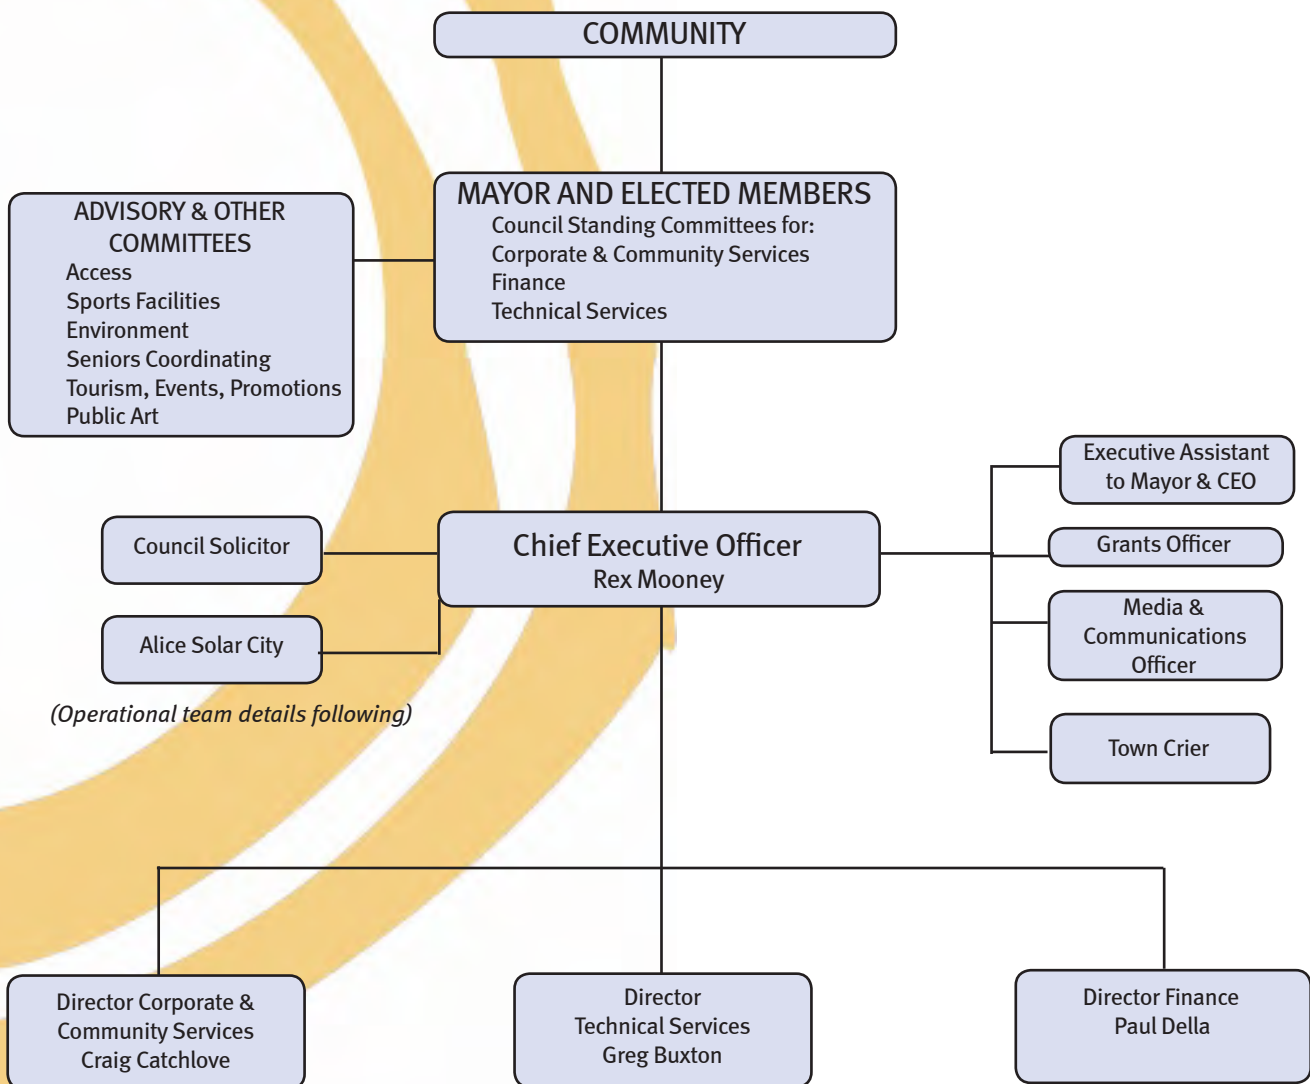 COMMUNITY
MAYOR AND ELECTED MEMBERS
Council Standing Committees for:
Corporate & Community Services
Finance
Technical Services
ADVISORY & OTHER
COMMITTEES
Access
Sports Facilities
Environment
Seniors Coordinating
Tourism, Events, Promotions
Public Art
Chief Executive Officer
Rex Mooney
Council Solicitor
Alice Solar City
(Operational team details following)
Executive Assistant
to Mayor & CEO
Grants Officer
Media &
Communications
Officer
Town Crier
Director Corporate &
Community Services
Craig Catchlove
Director
Technical Services
Greg Buxton
Director Finance
Paul Della